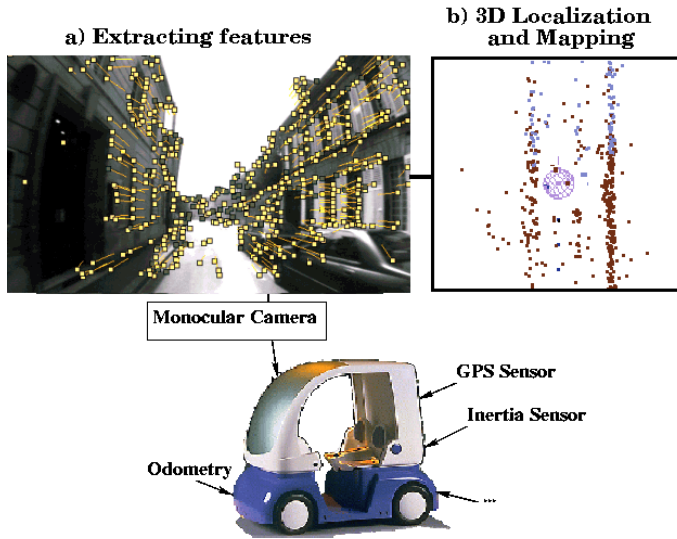 a) Extracting features
b) 3D Localization
and Mapping
Monocular Camera
GPS Sensor
Inertia Sensor
Odometry
...